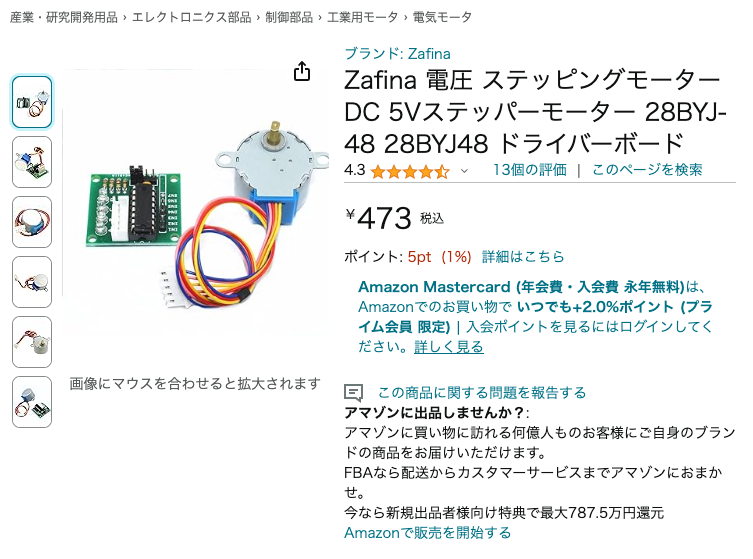 産業・研究開発用品 › エレクトロニクス部品 › 制御部品 › 工業用モータ › 電気モータ
ブランド: Zafina
Zafina 電圧 ステッピングモーター
DC 5Vステッパーモーター 28BYJ-
48 28BYJ48 ドライバーボード
4.3 13個の評価 | このページを検索
¥473 税込
ポイント: 5pt (1%) 詳細はこちら
Amazon Mastercard (年会費・入会費 永年無料)は、
Amazonでのお買い物で いつでも+2.0%ポイント (プラ
イム会員 限定) | 入会ポイントを見るにはログインしてく
ださい。詳しく見る
画像にマウスを合わせると拡大されます
この商品に関する問題を報告する
アマゾンに出品しませんか？:
アマゾンに買い物に訪れる何億人ものお客様にご自身のブラン
ドの商品をお届けいただけます。
FBAなら配送からカスタマーサービスまでアマゾンにおまか
せ。
今なら新規出品者様向け特典で最大787.5万円還元
Amazonで販売を開始する